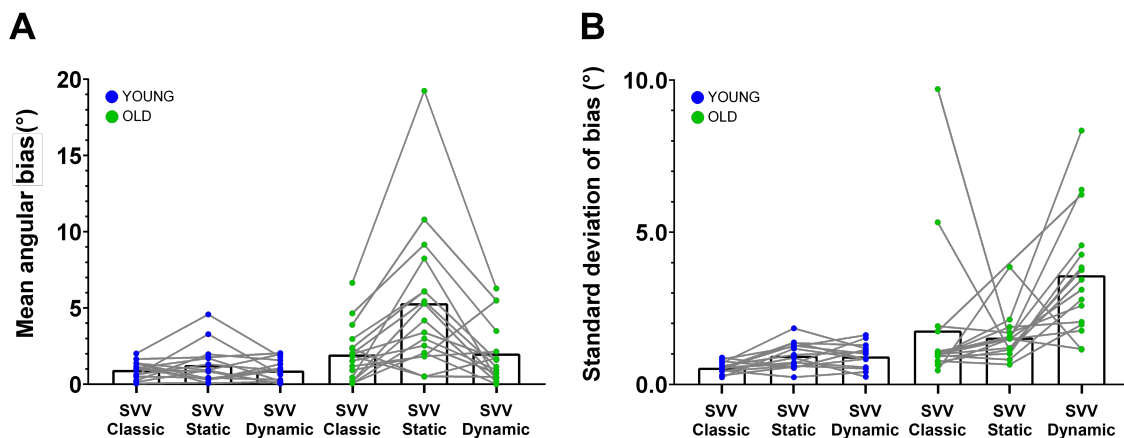 A
Mean angular bias(°)
20
15
10
5
0
YOUNG
OLD
SVV Classic
SVV Static
SVV Dynamic
SVV Classic
SVV Static
SVV Dynamic
B
Standard deviation of bias (°)
10.0
5.0
0.0
YOUNG
OLD
SVV Classic
SVV Static
SVV Dynamic
SVV Classic
SVV Static
SVV Dynamic